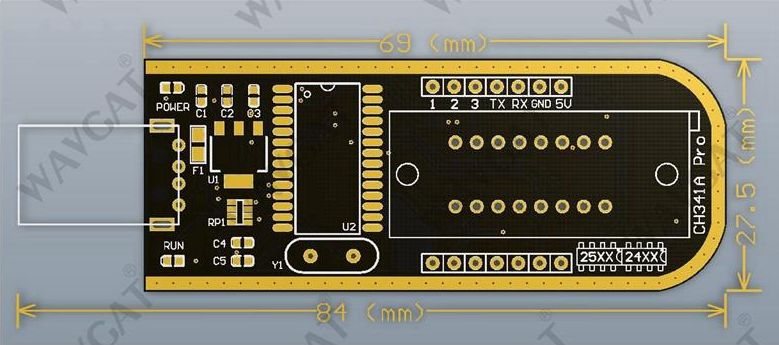 WAVGAT®
69 (mm)
POWER
C1 C2 C3
1 2 3 TX RX GND 5V
F1
U1
RP1
U2
CH341A Pro
27.5 (mm)
RUN
C4
C5
Y1
25XX 24XX
84 (mm)